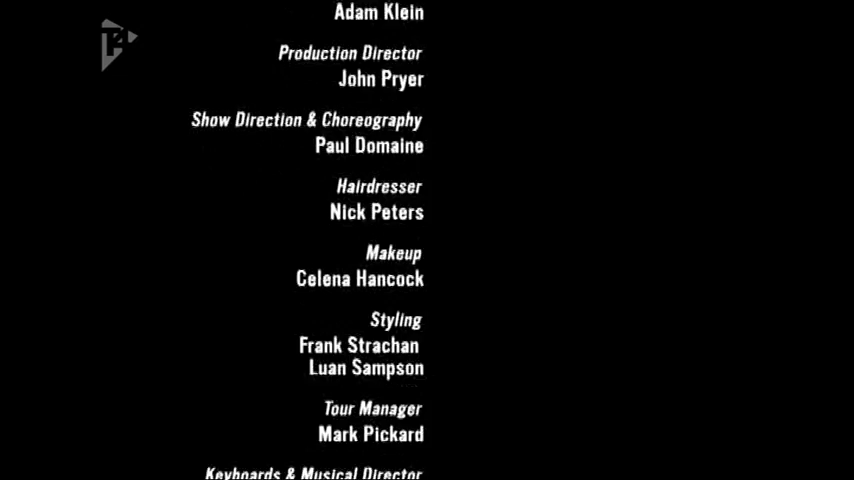 T4
Adam Klein
Production Director
John Pryer
Show Direction & Choreography
Paul Domaine
Hairdresser
Nick Peters
Makeup
Celena Hancock
Styling
Frank Strachan
Luan Sampson
Tour Manager
Mark Pickard
Keyboards & Musical Director